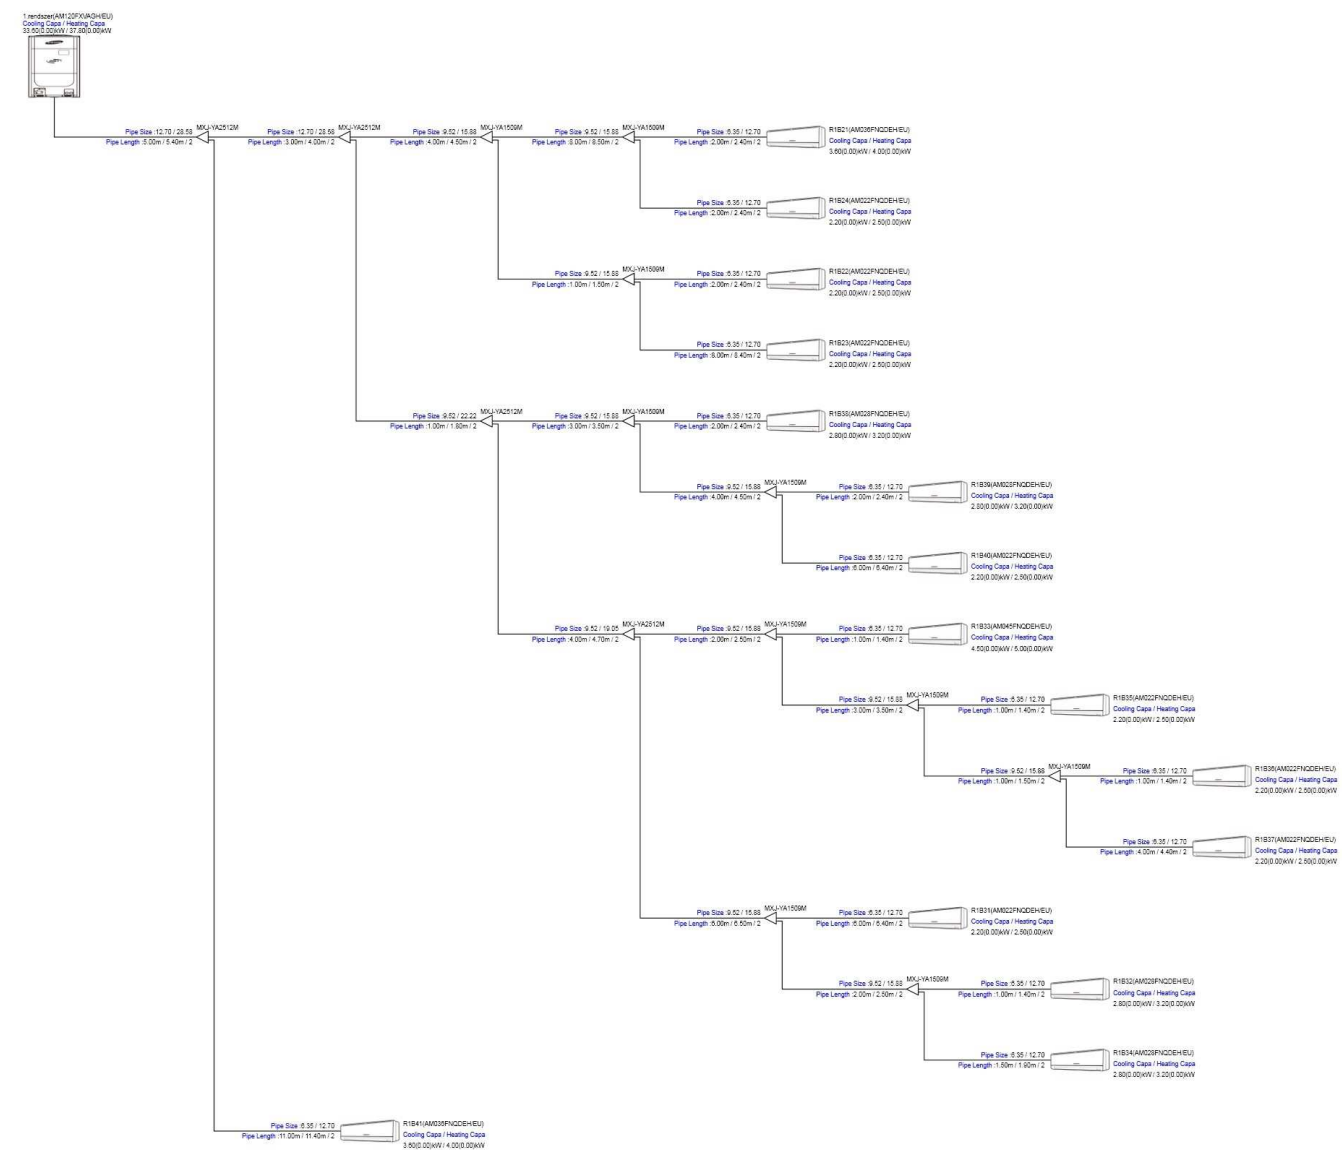 1.rendszer(AM120FXVAGH/EU)
Cooling Capa / Heating Capa
33.60(0.00)kW / 37.80(0.00)kW
Pipe Size :12.70 / 28.58
Pipe Length :5.00m / 5.40m / 2
MXJ-YA2512M
Pipe Size :12.70 / 28.58
Pipe Length :3.00m / 4.00m / 2
MXJ-YA2512M
Pipe Size :9.52 / 15.88
Pipe Length :4.00m / 4.50m / 2
MXJ-YA1509M
Pipe Size :9.52 / 15.88
Pipe Length :8.00m / 8.50m / 2
MXJ-YA1509M
Pipe Size :6.35 / 12.70
Pipe Length :2.00m / 2.40m / 2
R1B21(AM036FNQDEH/EU)
Cooling Capa / Heating Capa
3.60(0.00)kW / 4.00(0.00)kW
Pipe Size :6.35 / 12.70
Pipe Length :2.00m / 2.40m / 2
R1B24(AM022FNQDEH/EU)
Cooling Capa / Heating Capa
2.20(0.00)kW / 2.50(0.00)kW
Pipe Size :9.52 / 15.88
Pipe Length :1.00m / 1.50m / 2
MXJ-YA1509M
Pipe Size :6.35 / 12.70
Pipe Length :2.00m / 2.40m / 2
R1B22(AM022FNQDEH/EU)
Cooling Capa / Heating Capa
2.20(0.00)kW / 2.50(0.00)kW
Pipe Size :6.35 / 12.70
Pipe Length :8.00m / 8.40m / 2
R1B23(AM022FNQDEH/EU)
Cooling Capa / Heating Capa
2.20(0.00)kW / 2.50(0.00)kW
Pipe Size :9.52 / 22.22
Pipe Length :1.00m / 1.80m / 2
MXJ-YA2512M
Pipe Size :9.52 / 15.88
Pipe Length :3.00m / 3.50m / 2
MXJ-YA1509M
Pipe Size :6.35 / 12.70
Pipe Length :2.00m / 2.40m / 2
R1B38(AM028FNQDEH/EU)
Cooling Capa / Heating Capa
2.80(0.00)kW / 3.20(0.00)kW
Pipe Size :9.52 / 15.88
Pipe Length :4.00m / 4.50m / 2
MXJ-YA1509M
Pipe Size :6.35 / 12.70
Pipe Length :2.00m / 2.40m / 2
R1B39(AM028FNQDEH/EU)
Cooling Capa / Heating Capa
2.80(0.00)kW / 3.20(0.00)kW
Pipe Size :6.35 / 12.70
Pipe Length :6.00m / 6.40m / 2
R1B40(AM022FNQDEH/EU)
Cooling Capa / Heating Capa
2.20(0.00)kW / 2.50(0.00)kW
Pipe Size :9.52 / 19.05
Pipe Length :4.00m / 4.70m / 2
MXJ-YA2512M
Pipe Size :9.52 / 15.88
Pipe Length :2.00m / 2.50m / 2
MXJ-YA1509M
Pipe Size :6.35 / 12.70
Pipe Length :1.00m / 1.40m / 2
R1B33(AM045FNQDEH/EU)
Cooling Capa / Heating Capa
4.50(0.00)kW / 5.00(0.00)kW
Pipe Size :9.52 / 15.88
Pipe Length :3.00m / 3.50m / 2
MXJ-YA1509M
Pipe Size :6.35 / 12.70
Pipe Length :1.00m / 1.40m / 2
R1B35(AM022FNQDEH/EU)
Cooling Capa / Heating Capa
2.20(0.00)kW / 2.50(0.00)kW
Pipe Size :9.52 / 15.88
Pipe Length :1.00m / 1.50m / 2
MXJ-YA1509M
Pipe Size :6.35 / 12.70
Pipe Length :1.00m / 1.40m / 2
R1B36(AM022FNQDEH/EU)
Cooling Capa / Heating Capa
2.20(0.00)kW / 2.50(0.00)kW
Pipe Size :6.35 / 12.70
Pipe Length :4.00m / 4.40m / 2
R1B37(AM022FNQDEH/EU)
Cooling Capa / Heating Capa
2.20(0.00)kW / 2.50(0.00)kW
Pipe Size :9.52 / 15.88
Pipe Length :6.00m / 6.50m / 2
MXJ-YA1509M
Pipe Size :6.35 / 12.70
Pipe Length :6.00m / 6.40m / 2
R1B31(AM022FNQDEH/EU)
Cooling Capa / Heating Capa
2.20(0.00)kW / 2.50(0.00)kW
Pipe Size :9.52 / 15.88
Pipe Length :2.00m / 2.50m / 2
MXJ-YA1509M
Pipe Size :6.35 / 12.70
Pipe Length :1.00m / 1.40m / 2
R1B32(AM028FNQDEH/EU)
Cooling Capa / Heating Capa
2.80(0.00)kW / 3.20(0.00)kW
Pipe Size :6.35 / 12.70
Pipe Length :1.50m / 1.90m / 2
R1B34(AM028FNQDEH/EU)
Cooling Capa / Heating Capa
2.80(0.00)kW / 3.20(0.00)kW
Pipe Size :6.35 / 12.70
Pipe Length :11.00m / 11.40m / 2
R1B41(AM036FNQDEH/EU)
Cooling Capa / Heating Capa
3.60(0.00)kW / 4.00(0.00)kW